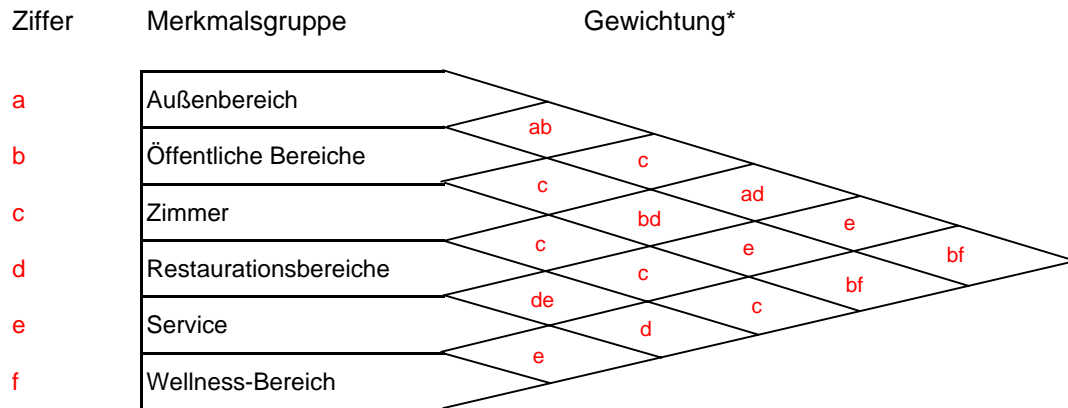 Ziffer Merkmalsgruppe Gewichtung*
a Außenbereich
ab
b Öffentliche Bereiche c
c ad
c Zimmer bd e
c e bf
d Restaurationsbereiche c bf
de c
e Service d
e
f Wellness-Bereich